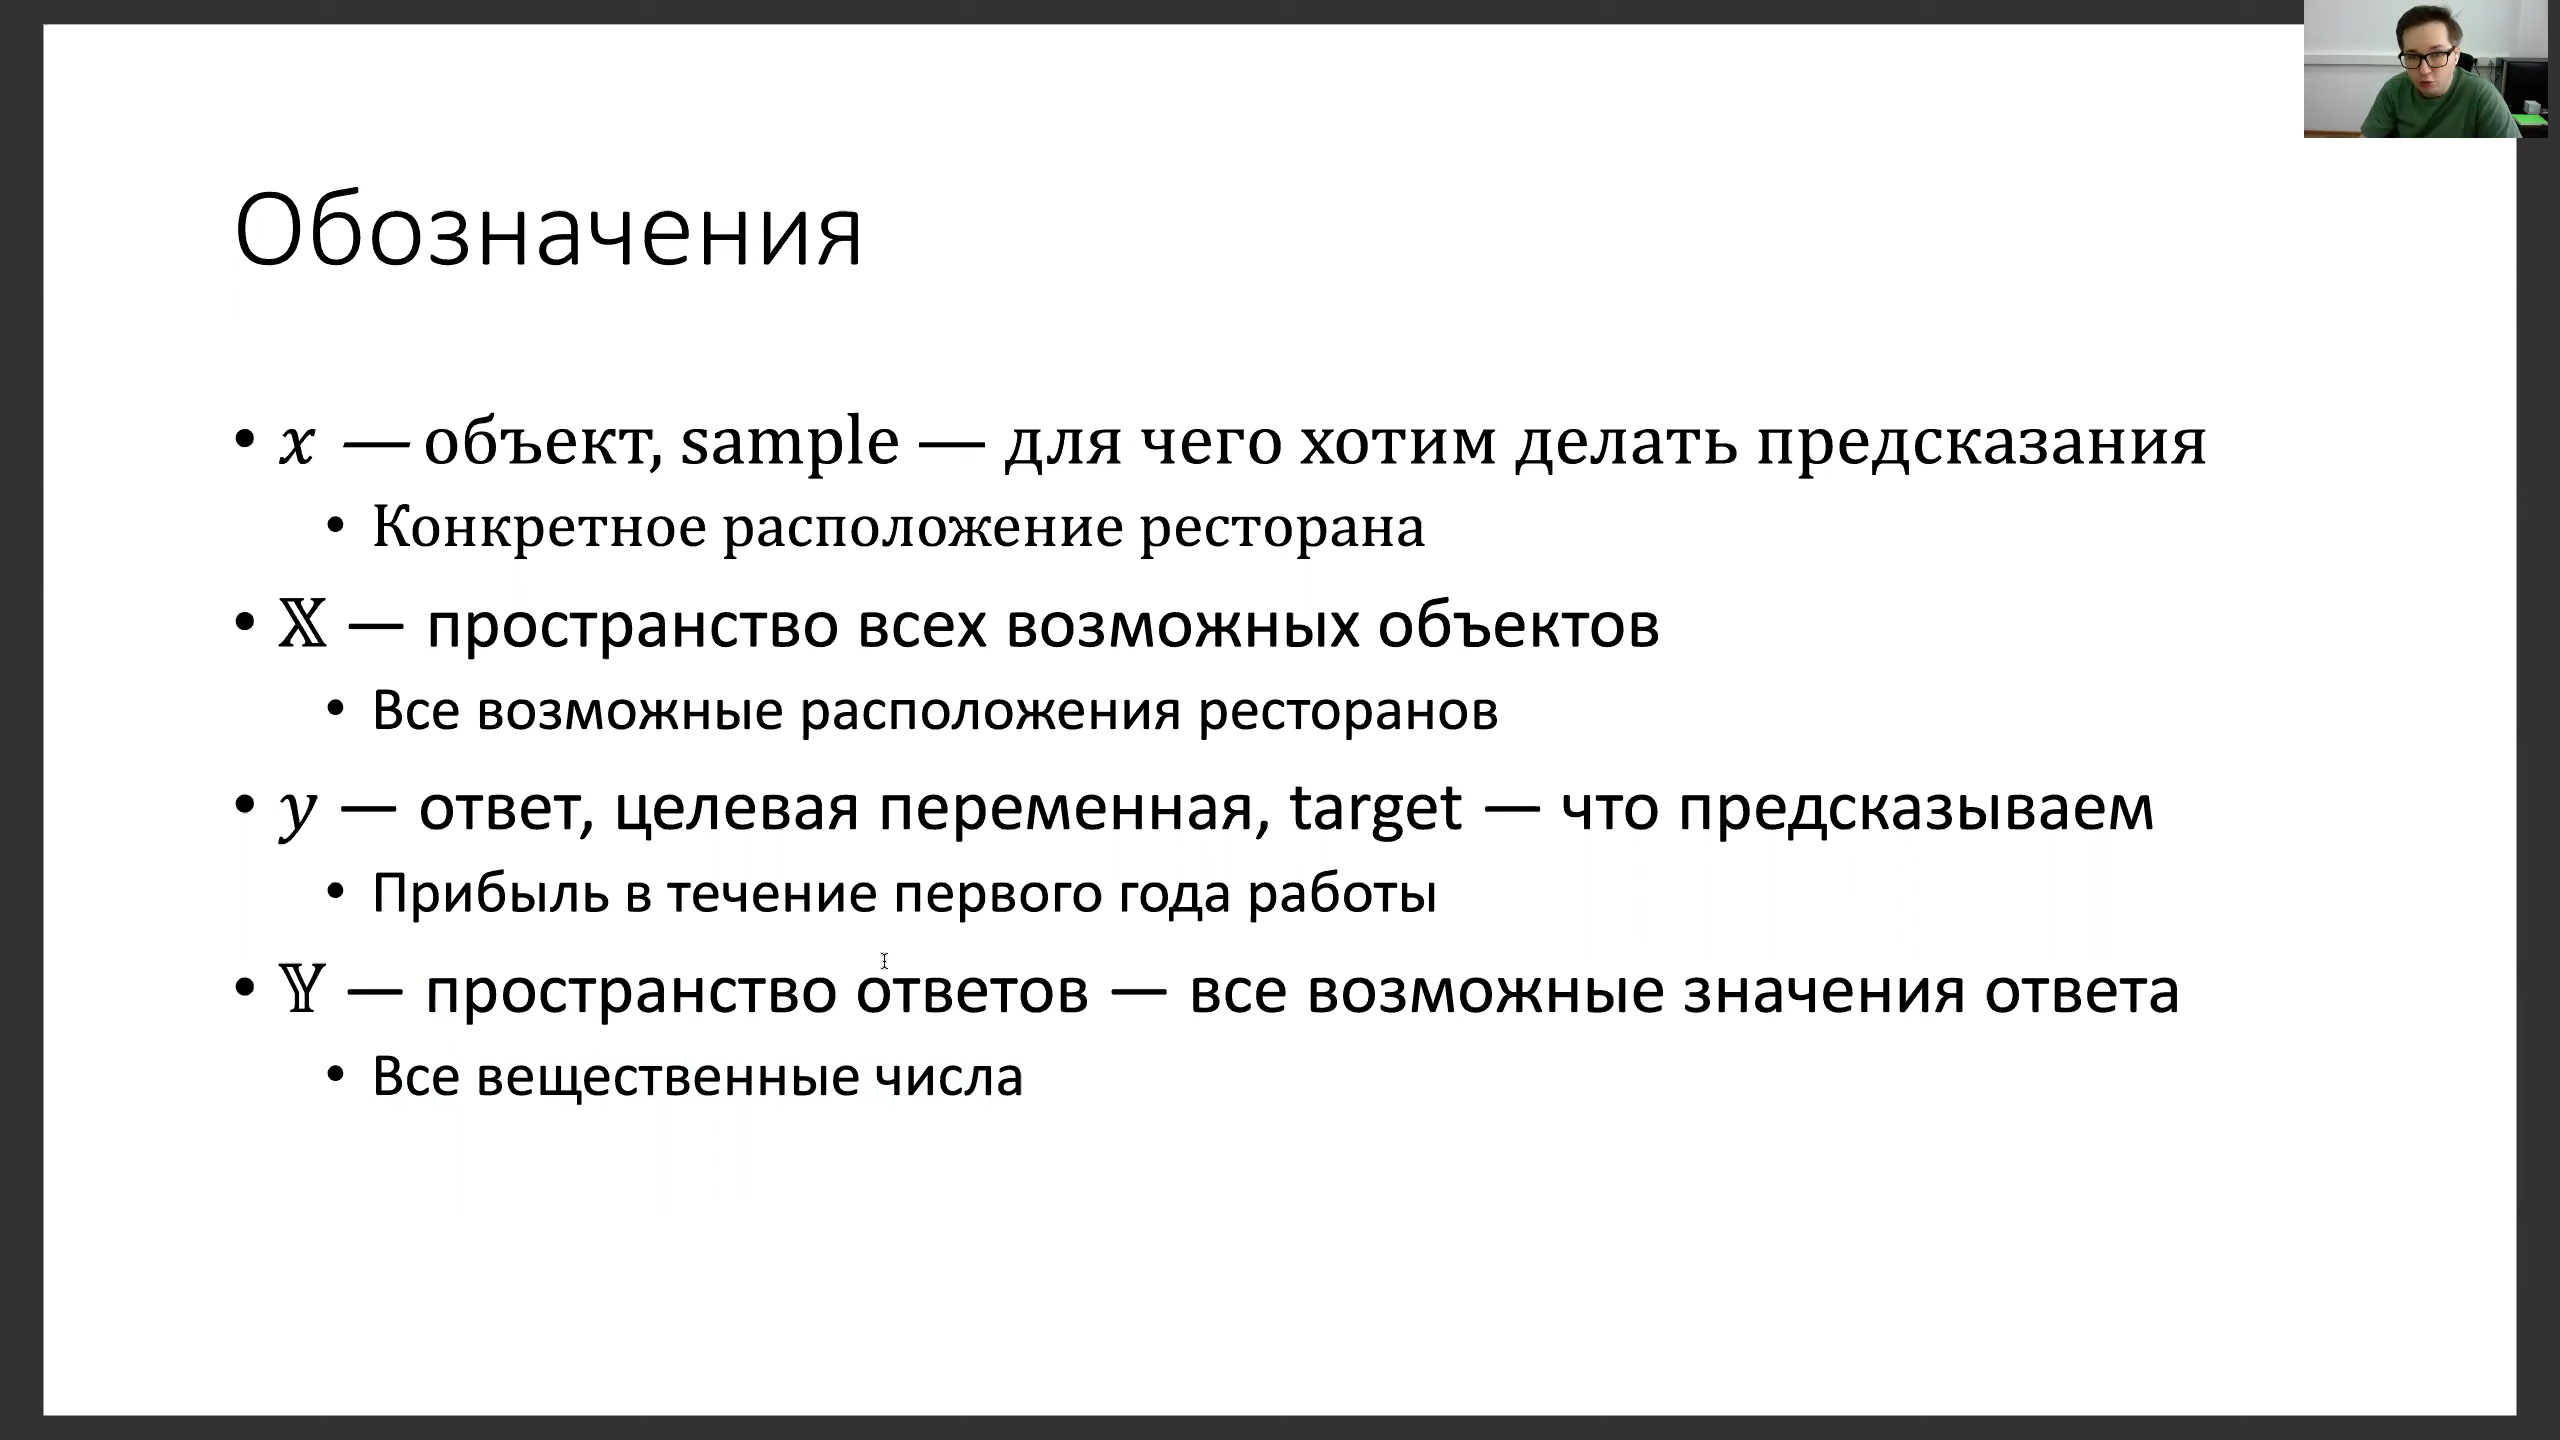 Обозначения
• x — объект, sample — для чего хотим делать предсказания
• Конкретное расположение ресторана
• 𝕏 — пространство всех возможных объектов
• Все возможные расположения ресторанов
• y — ответ, целевая переменная, target — что предсказываем
• Прибыль в течение первого года работы
• 𝕐 — пространство ответов — все возможные значения ответа
• Все вещественные числа